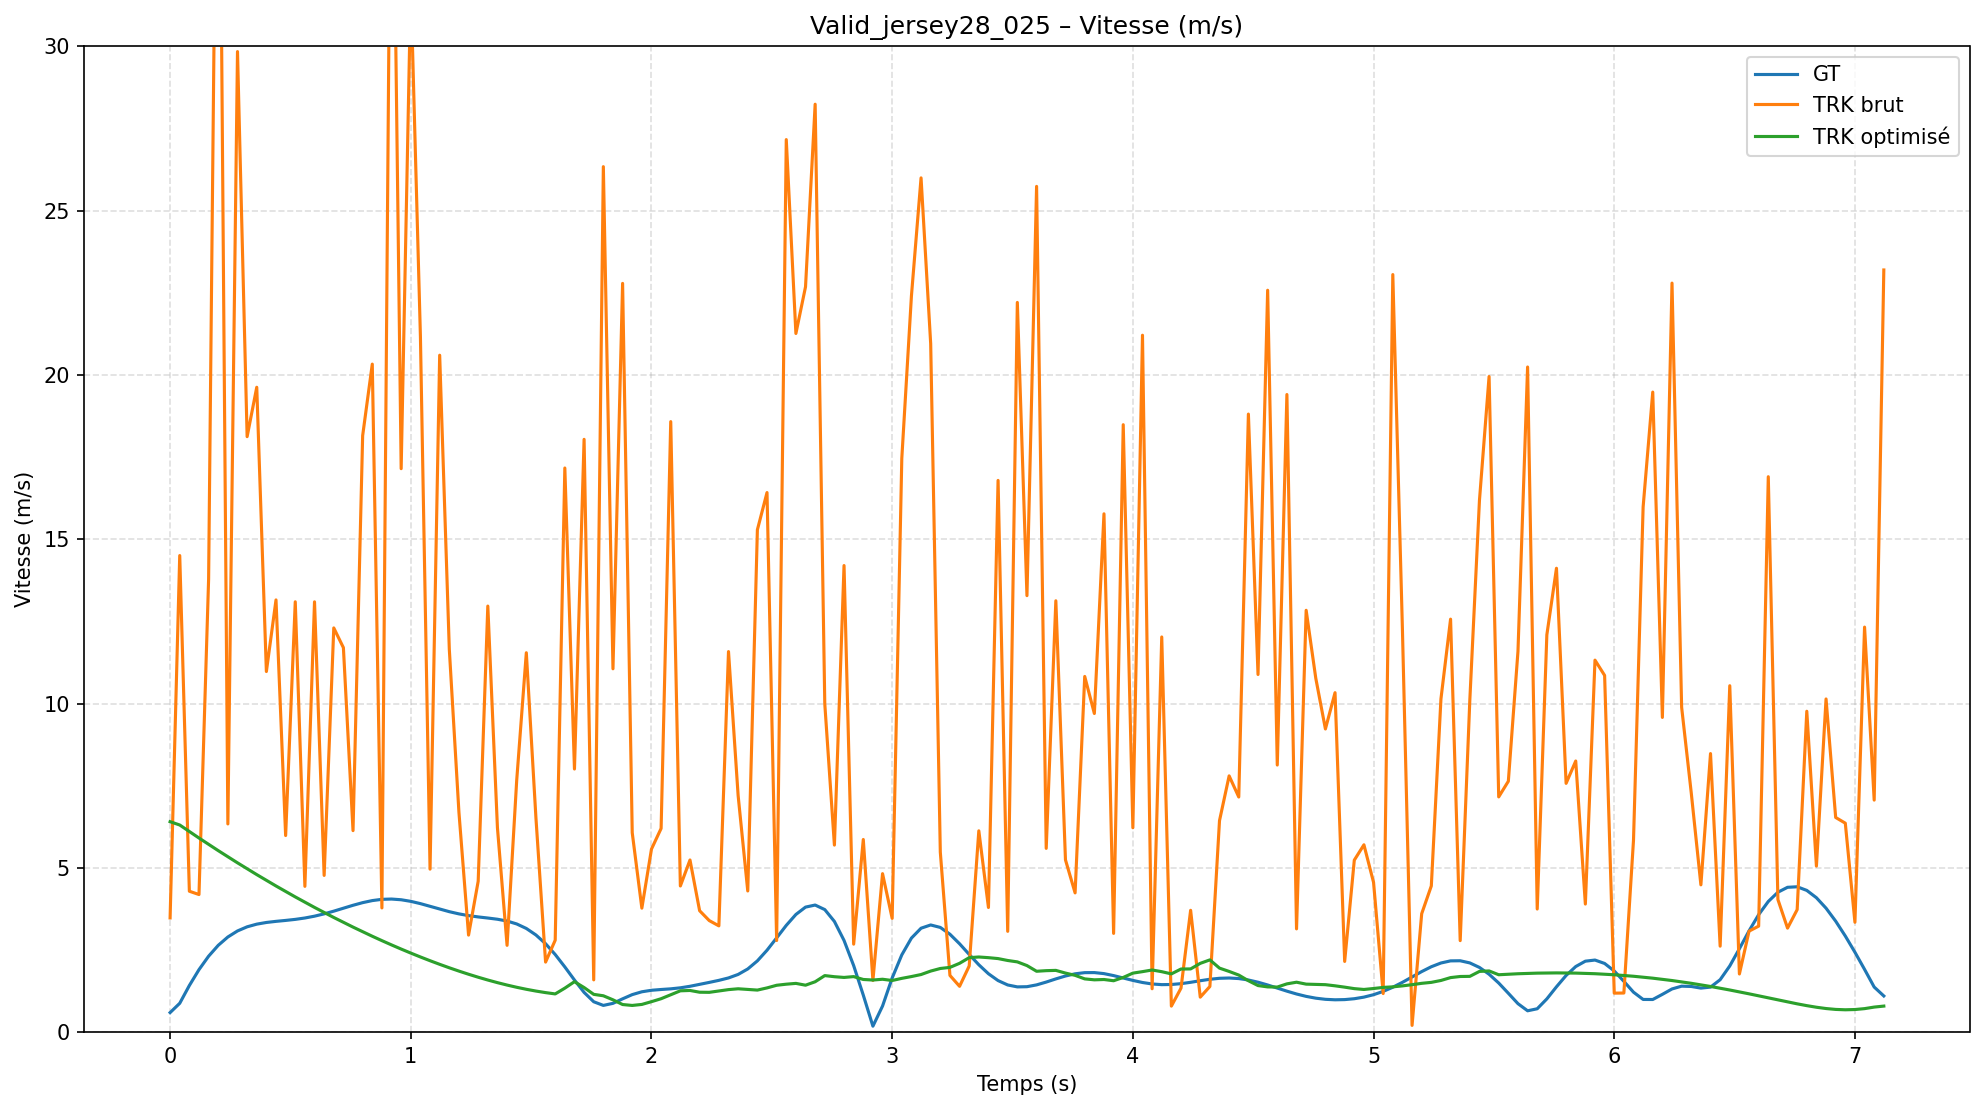 Valid_jersey28_025 – Vitesse (m/s)
30
25
20
15
10
5
0
Vitesse (m/s)
GT
TRK brut
TRK optimisé
0 1 2 3 4 5 6 7
Temps (s)